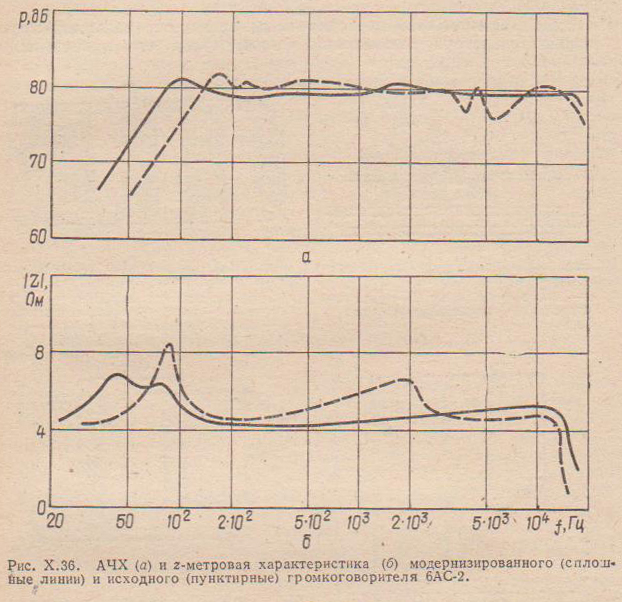 p,дБ
80
70
60
а
|Z|,
Ом
8
4
0
20 50 10² 2·10² 5·10² 10³ 2·10³ 5·10³ 10⁴ f,Гц
б
Рис. X.36. АЧХ (а) и z-метровая характеристика (б) модернизированного (сплош-
ные линии) и исходного (пунктирные) громкоговорителя 6АС-2.